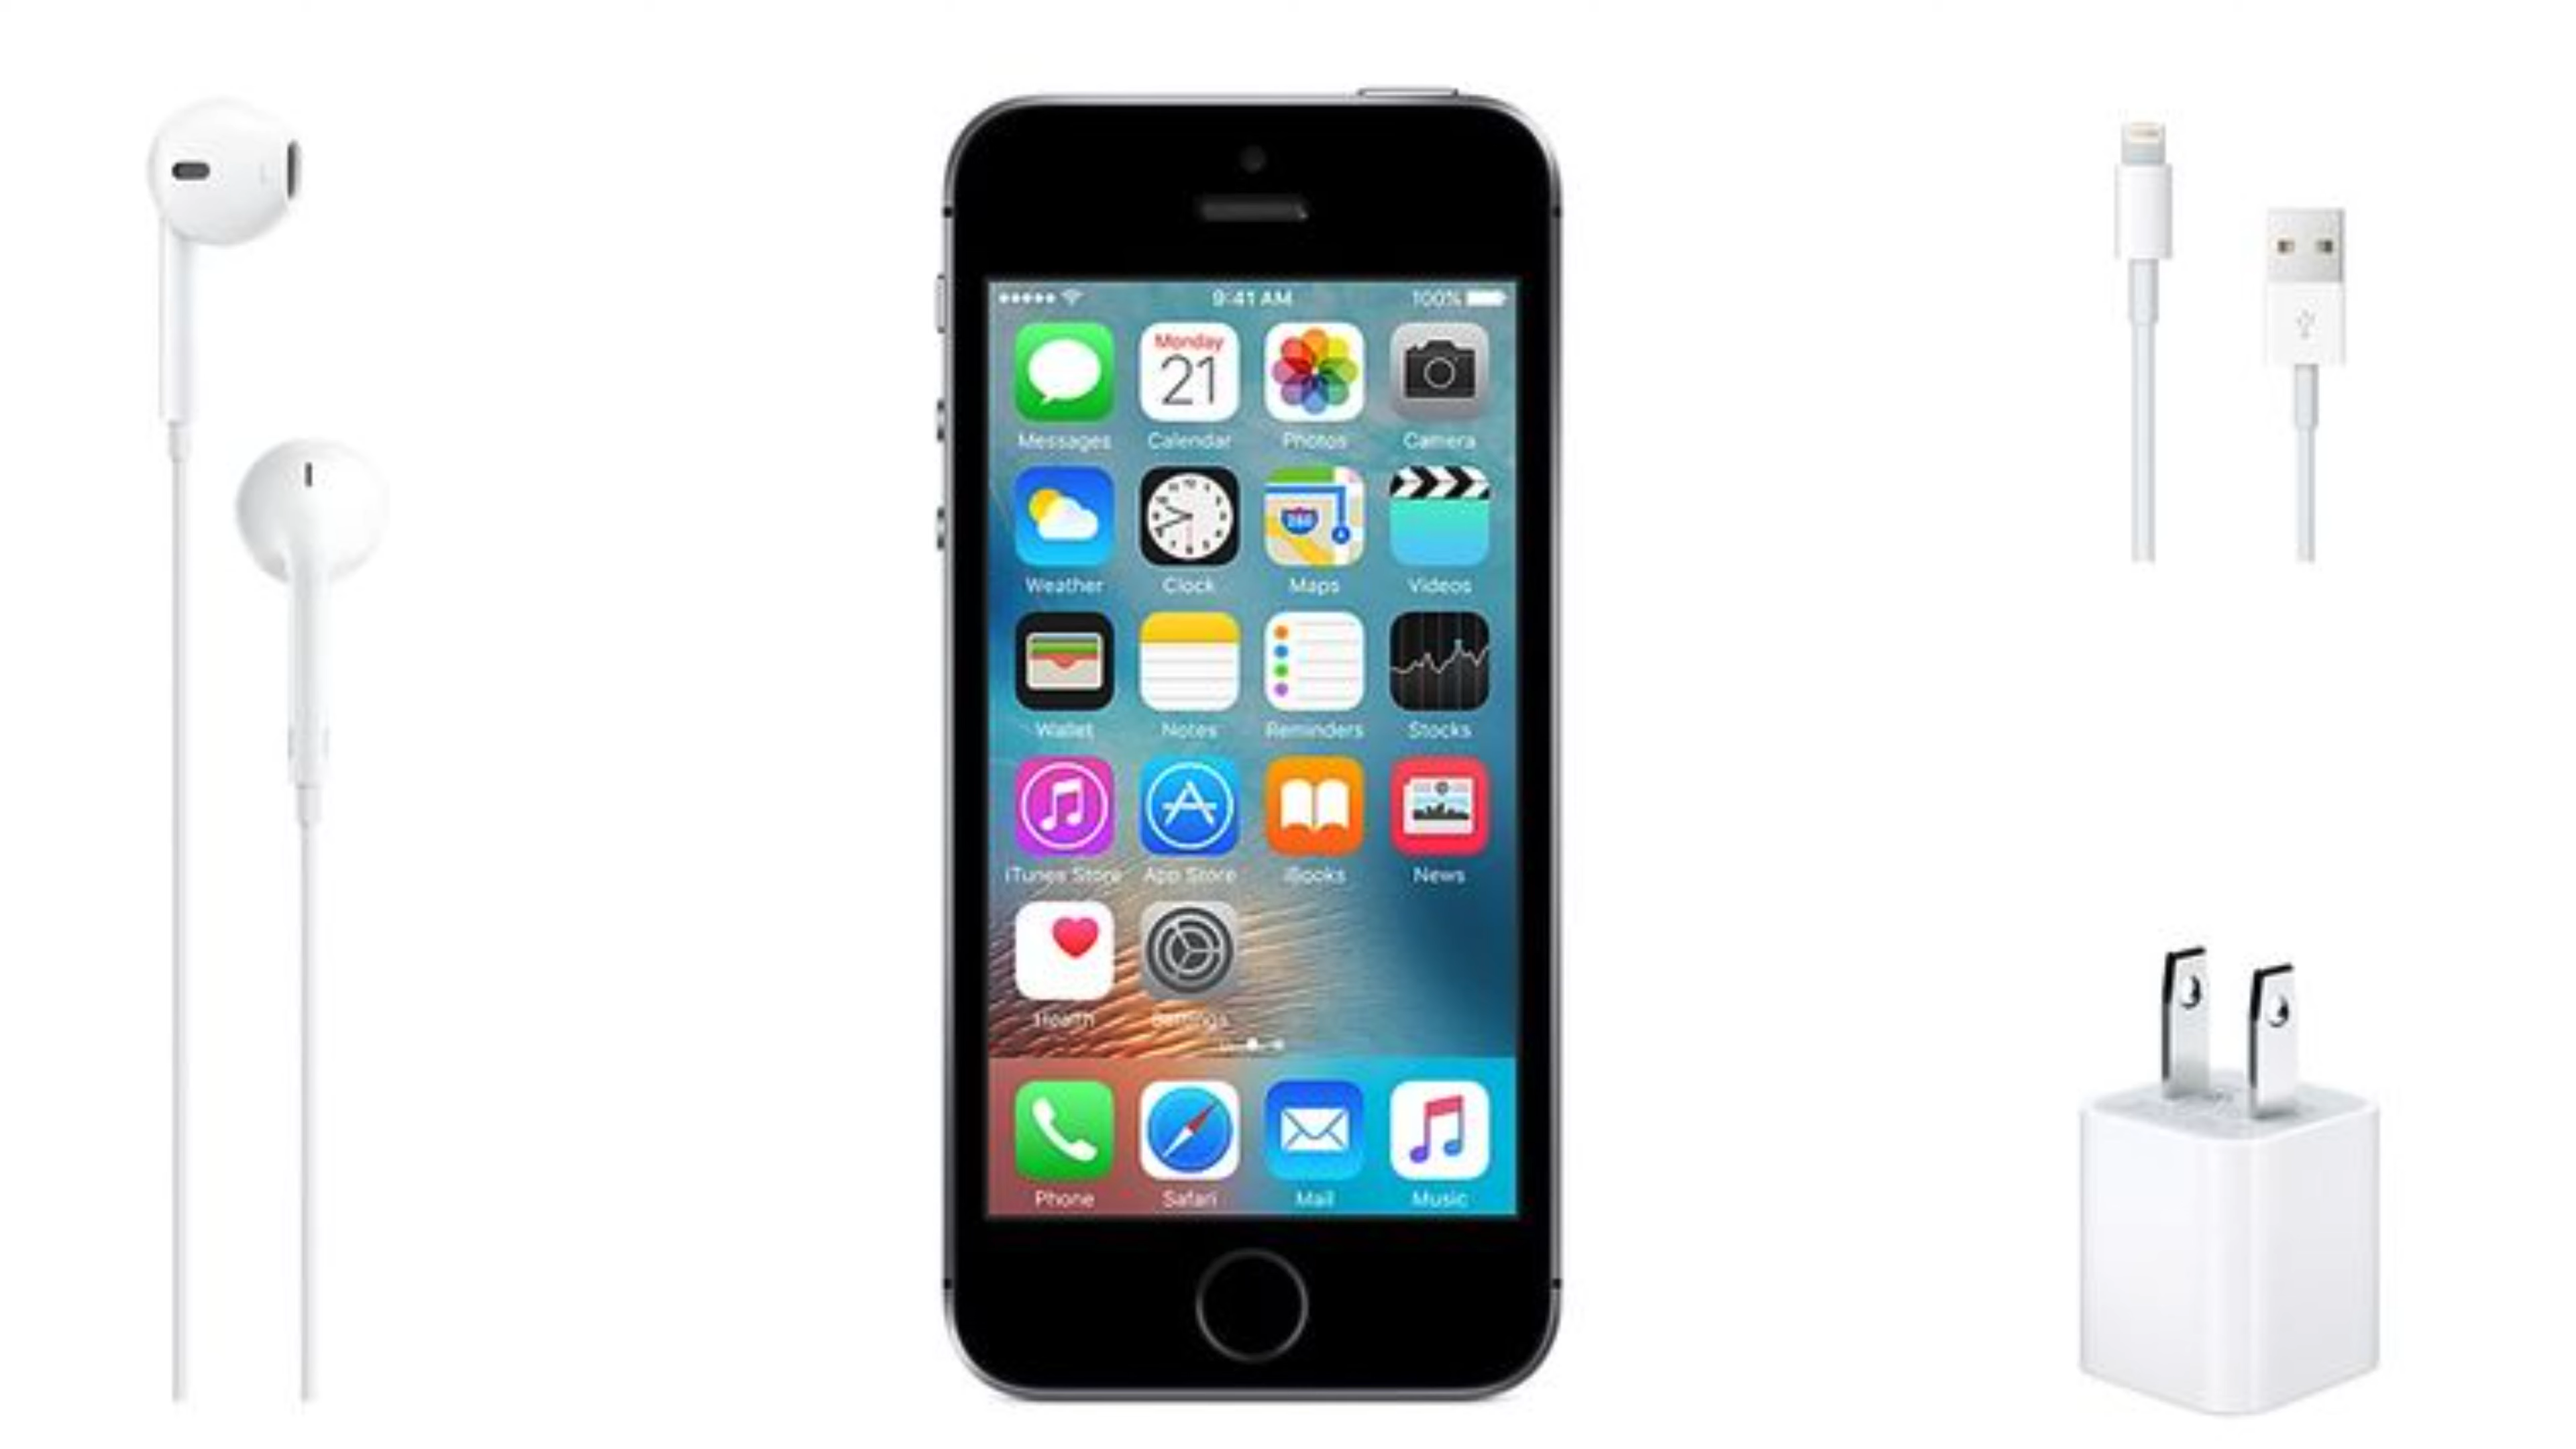 9:41 AM 100%
Monday
21
Messages Calendar Photos Camera
280
Weather Clock Maps Videos
Wallet Notes Reminders Stocks
iTunes Store App Store iBooks News
Health Settings
Phone Safari Mail Music